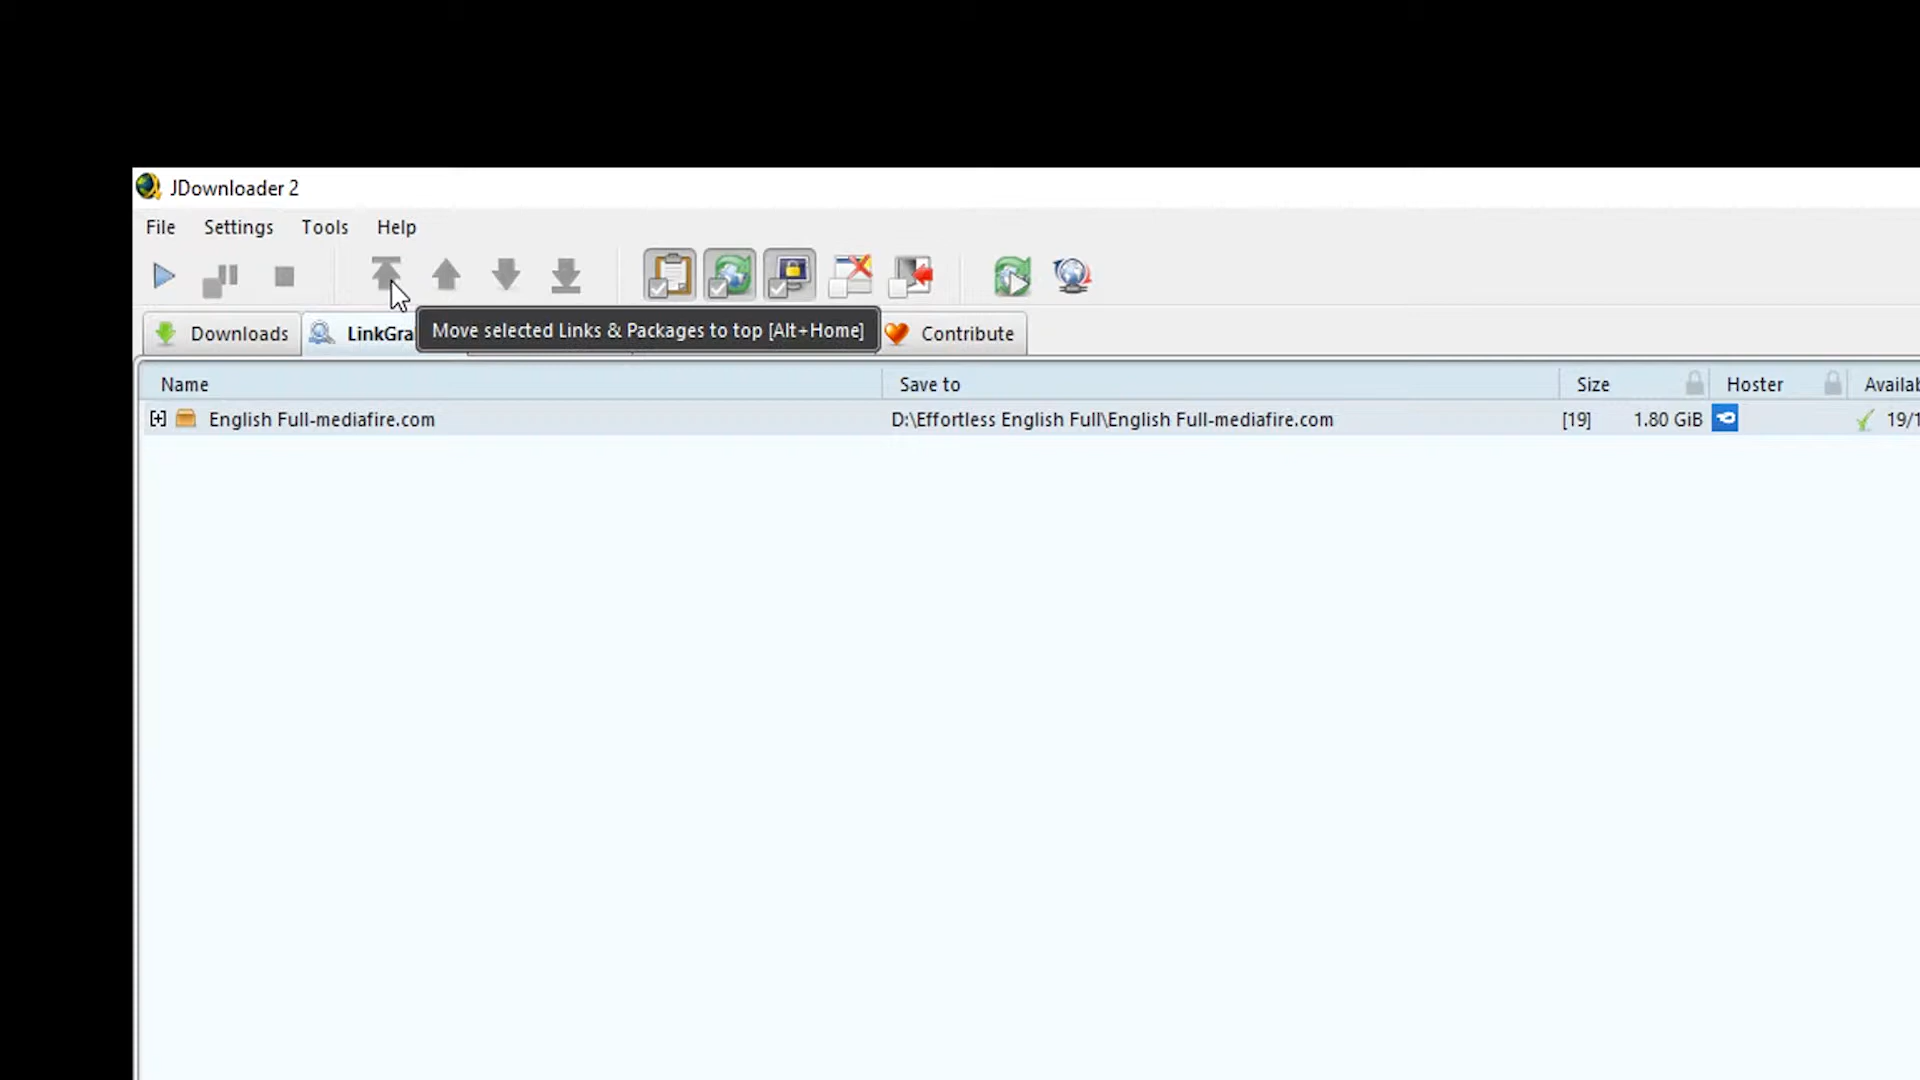 JDownloader 2
File Settings Tools Help
Downloads LinkGra Move selected Links & Packages to top [Alt+Home] Contribute
Name Save to Size Hoster Availab
[+] English Full-mediafire.com D:\Effortless English Full\English Full-mediafire.com [19] 1.80 GiB 19/1